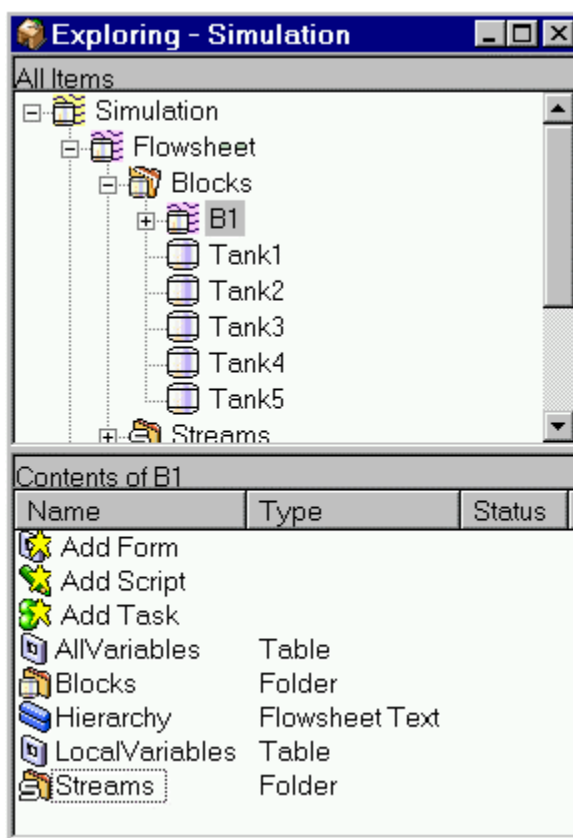 Exploring - Simulation
All Items
Simulation
Flowsheet
Blocks
B1
Tank1
Tank2
Tank3
Tank4
Tank5
Streams
Contents of B1
Name Type Status
Add Form
Add Script
Add Task
AllVariables Table
Blocks Folder
Hierarchy Flowsheet Text
LocalVariables Table
Streams Folder